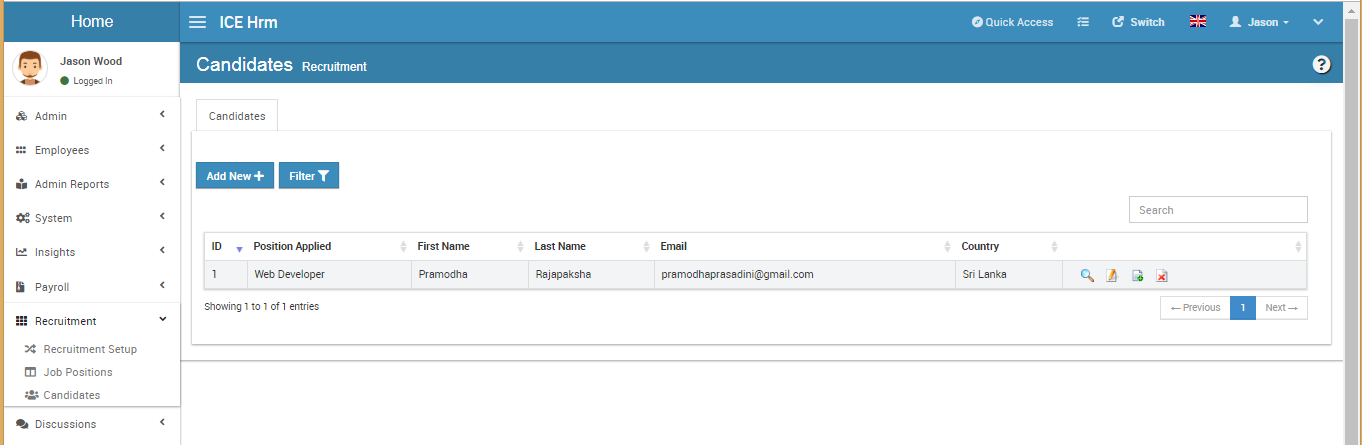 Home
ICE Hrm
Quick Access
Switch
Jason
Jason Wood
Logged In
Candidates Recruitment
Admin
Employees
Admin Reports
System
Insights
Payroll
Recruitment
Recruitment Setup
Job Positions
Candidates
Discussions
Candidates
Add New Filter
Search
ID Position Applied First Name Last Name Email Country
1 Web Developer Pramodha Rajapaksha pramodhaprasadini@gmail.com Sri Lanka
Showing 1 to 1 of 1 entries
← Previous 1 Next →